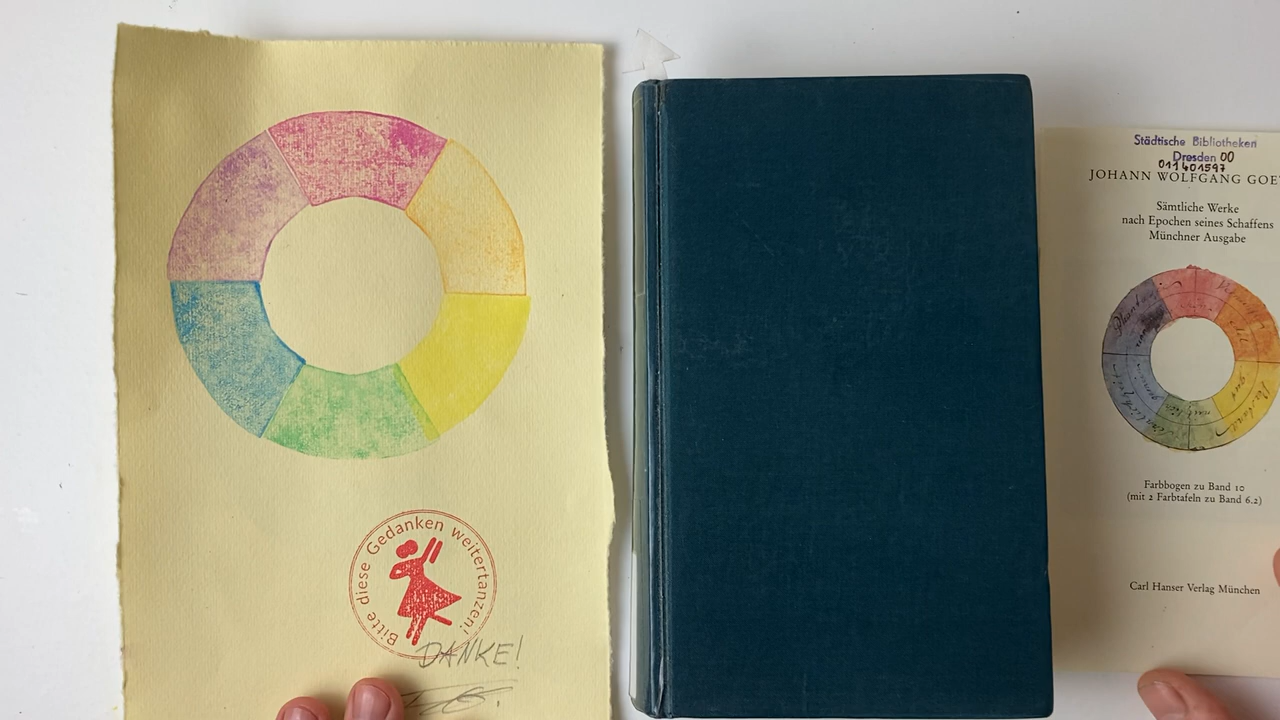 Bitte diese Gedanken weitertanzen!
DANKE!
Städtische Bibliotheken
Dresden 00
011401597
JOHANN WOLFGANG GOE
Sämtliche Werke
nach Epochen seines Schaffens
Münchner Ausgabe
Farbbogen zu Band 10
(mit 2 Farbtafeln zu Band 6.2)
Carl Hanser Verlag München